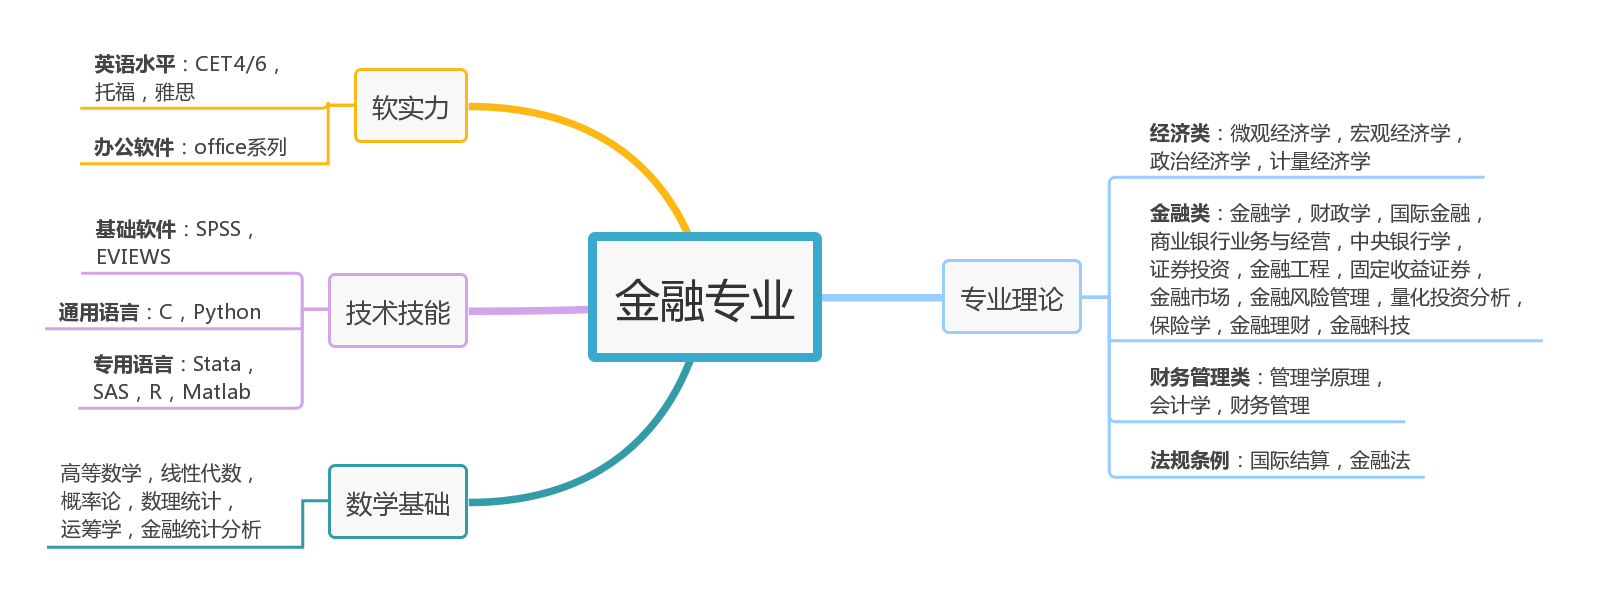 金融专业
软实力
英语水平：CET4/6，
托福，雅思
办公软件：office系列
技术技能
基础软件：SPSS，
EVIEWS
通用语言：C，Python
专用语言：Stata，
SAS，R，Matlab
数学基础
高等数学，线性代数，
概率论，数理统计，
运筹学，金融统计分析
专业理论
经济类：微观经济学，宏观经济学，
政治经济学，计量经济学
金融类：金融学，财政学，国际金融，
商业银行业务与经营，中央银行学，
证券投资，金融工程，固定收益证券，
金融市场，金融风险管理，量化投资分析，
保险学，金融理财，金融科技
财务管理类：管理学原理，
会计学，财务管理
法规条例：国际结算，金融法